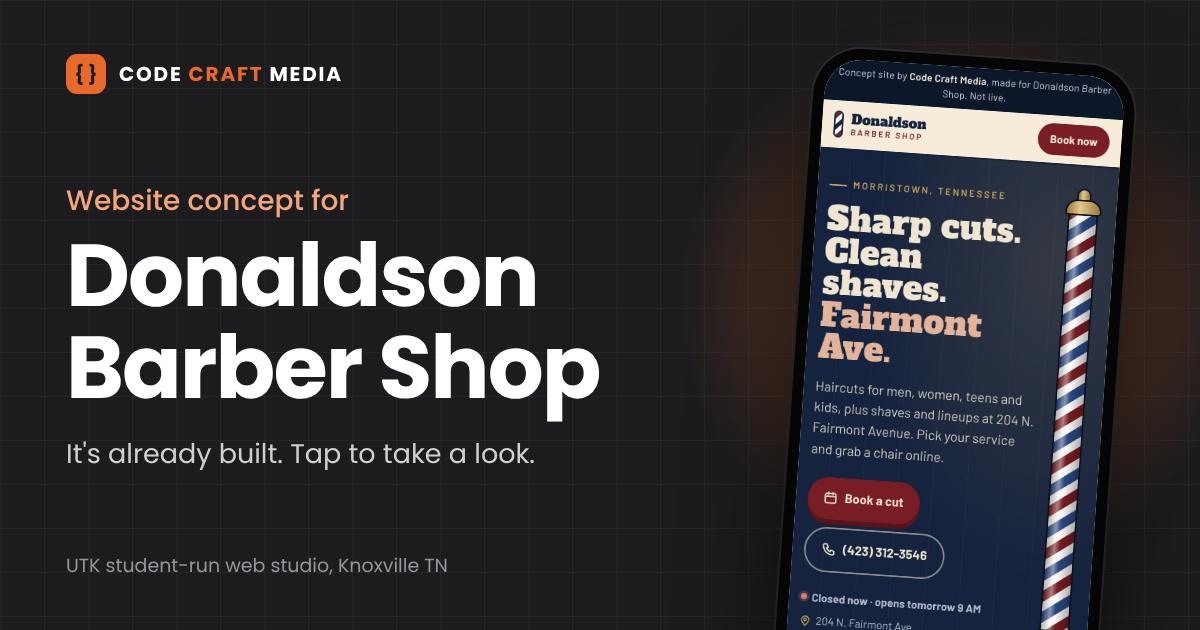 { } CODE CRAFT MEDIA
Website concept for
Donaldson
Barber Shop
It's already built. Tap to take a look.
UTK student-run web studio, Knoxville TN
Concept site by Code Craft Media, made for Donaldson Barber
Shop. Not live.
Donaldson
BARBER SHOP
Book now
MORRISTOWN, TENNESSEE
Sharp cuts.
Clean
shaves.
Fairmont
Ave.
Haircuts for men, women, teens and
kids, plus shaves and lineups at 204 N.
Fairmont Avenue. Pick your service
and grab a chair online.
Book a cut
(423) 312-3546
Closed now · opens tomorrow 9 AM
204 N. Fairmont Ave